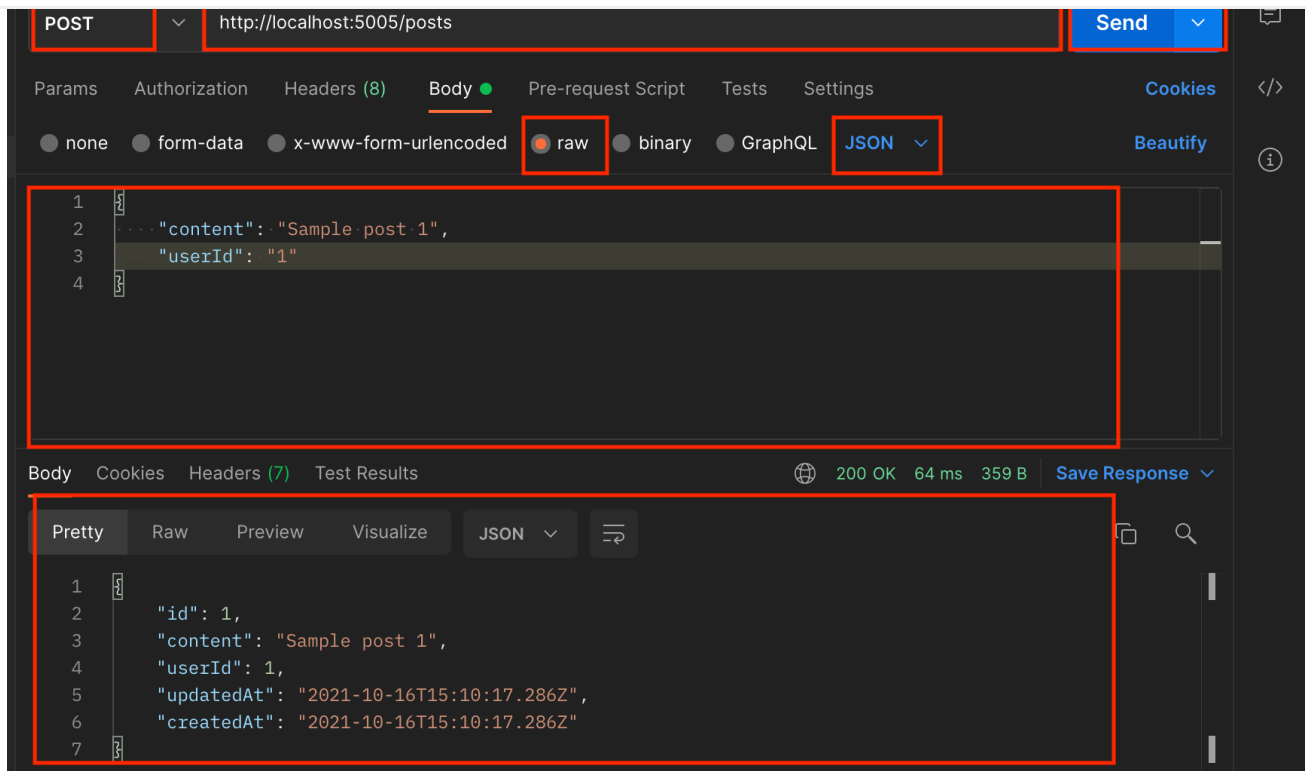 POST http://localhost:5005/posts Send
Params Authorization Headers (8) Body Pre-request Script Tests Settings Cookies
none form-data x-www-form-urlencoded raw binary GraphQL JSON Beautify
1 {
2 "content": "Sample post 1",
3 "userId": "1"
4 }
Body Cookies Headers (7) Test Results 200 OK 64 ms 359 B Save Response
Pretty Raw Preview Visualize JSON
1 {
2 "id": 1,
3 "content": "Sample post 1",
4 "userId": 1,
5 "updatedAt": "2021-10-16T15:10:17.286Z",
6 "createdAt": "2021-10-16T15:10:17.286Z"
7 }